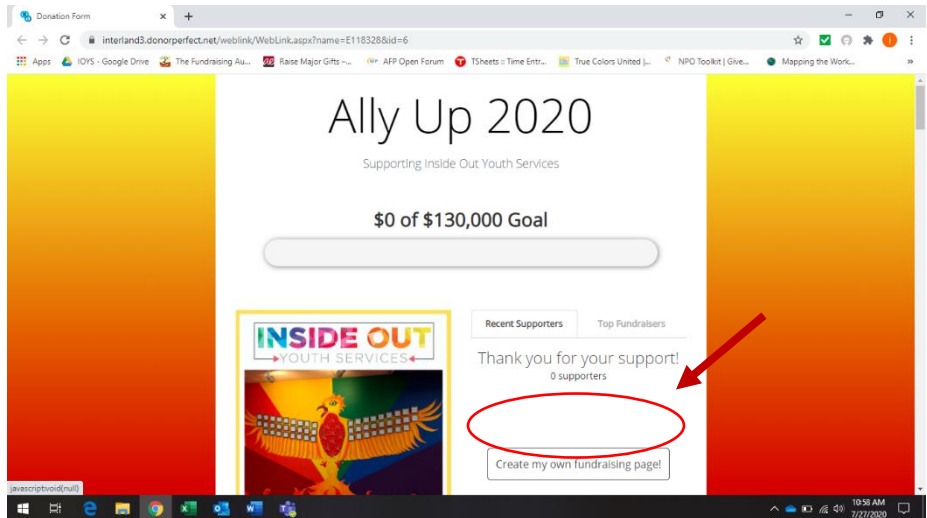 Donation Form
interland3.donorperfect.net/weblink/WebLink.aspx?name=E118328&id=6
Apps
IOYS - Google Drive
The Fundraising Au...
Raise Major Gifts –...
AFP Open Forum
TSheets :: Time Entr...
True Colors United |...
NPO Toolkit | Give...
Mapping the Work...
Ally Up 2020
Supporting Inside Out Youth Services
$0 of $130,000 Goal
INSIDE OUT
YOUTH SERVICES
Recent Supporters
Top Fundraisers
Thank you for your support!
0 supporters
Create my own fundraising page!
javascript:void(null)
10:58 AM
7/27/2020